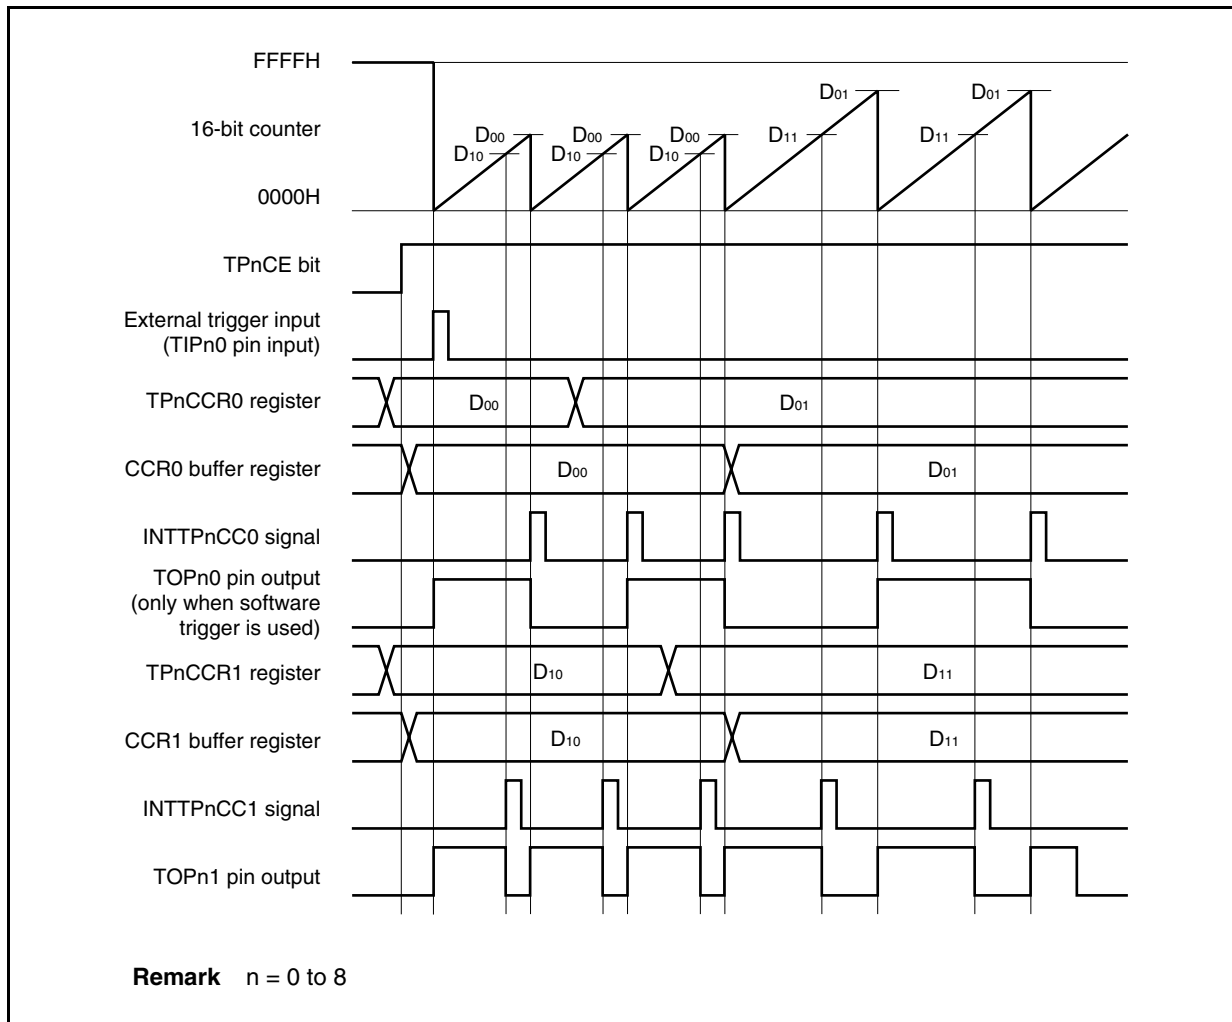 FFFFH
16-bit counter
0000H
D00 D00 D00 D01 D01
D10 D10 D10 D11 D11
TPnCE bit
External trigger input
(TIPn0 pin input)
TPnCCR0 register
D00 D01
CCR0 buffer register
D00 D01
INTTPnCC0 signal
TOPn0 pin output
(only when software
trigger is used)
TPnCCR1 register
D10 D11
CCR1 buffer register
D10 D11
INTTPnCC1 signal
TOPn1 pin output
Remark n = 0 to 8